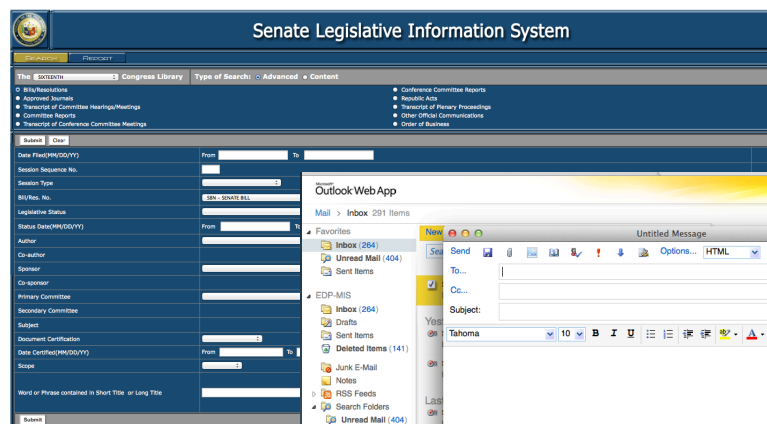 Senate Legislative Information System
SEARCH REPORT
The SIXTEENTH Congress Library Type of Search: Advanced Content
Bills/Resolutions
Approved Journals
Transcript of Committee Hearings/Meetings
Committee Reports
Transcript of Conference Committee Meetings
Conference Committee Reports
Republic Acts
Transcript of Plenary Proceedings
Other Official Communications
Order of Business
Submit Clear
Date Filed(MM/DD/YY) From To
Session Sequence No.
Session Type
Bill/Res. No. SBN - SENATE BILL
Legislative Status
Status Date(MM/DD/YY) From
Author
Co-author
Sponsor
Co-sponsor
Primary Committee
Secondary Committee
Subject
Document Certification
Date Certified(MM/DD/YY) From To
Scope
Word or Phrase contained in Short Title or Long Title
Submit
Microsoft
Outlook Web App
Mail > Inbox 291 Items
Favorites
Inbox (264)
Unread Mail (404)
Sent Items
EDP-MIS
Inbox (264)
Drafts
Sent Items
Deleted Items (141)
Junk E-Mail
Notes
RSS Feeds
Search Folders
Unread Mail (404)
New
Untitled Message
Send Options... HTML
To...
Cc...
Subject:
Tahoma 10 B I U